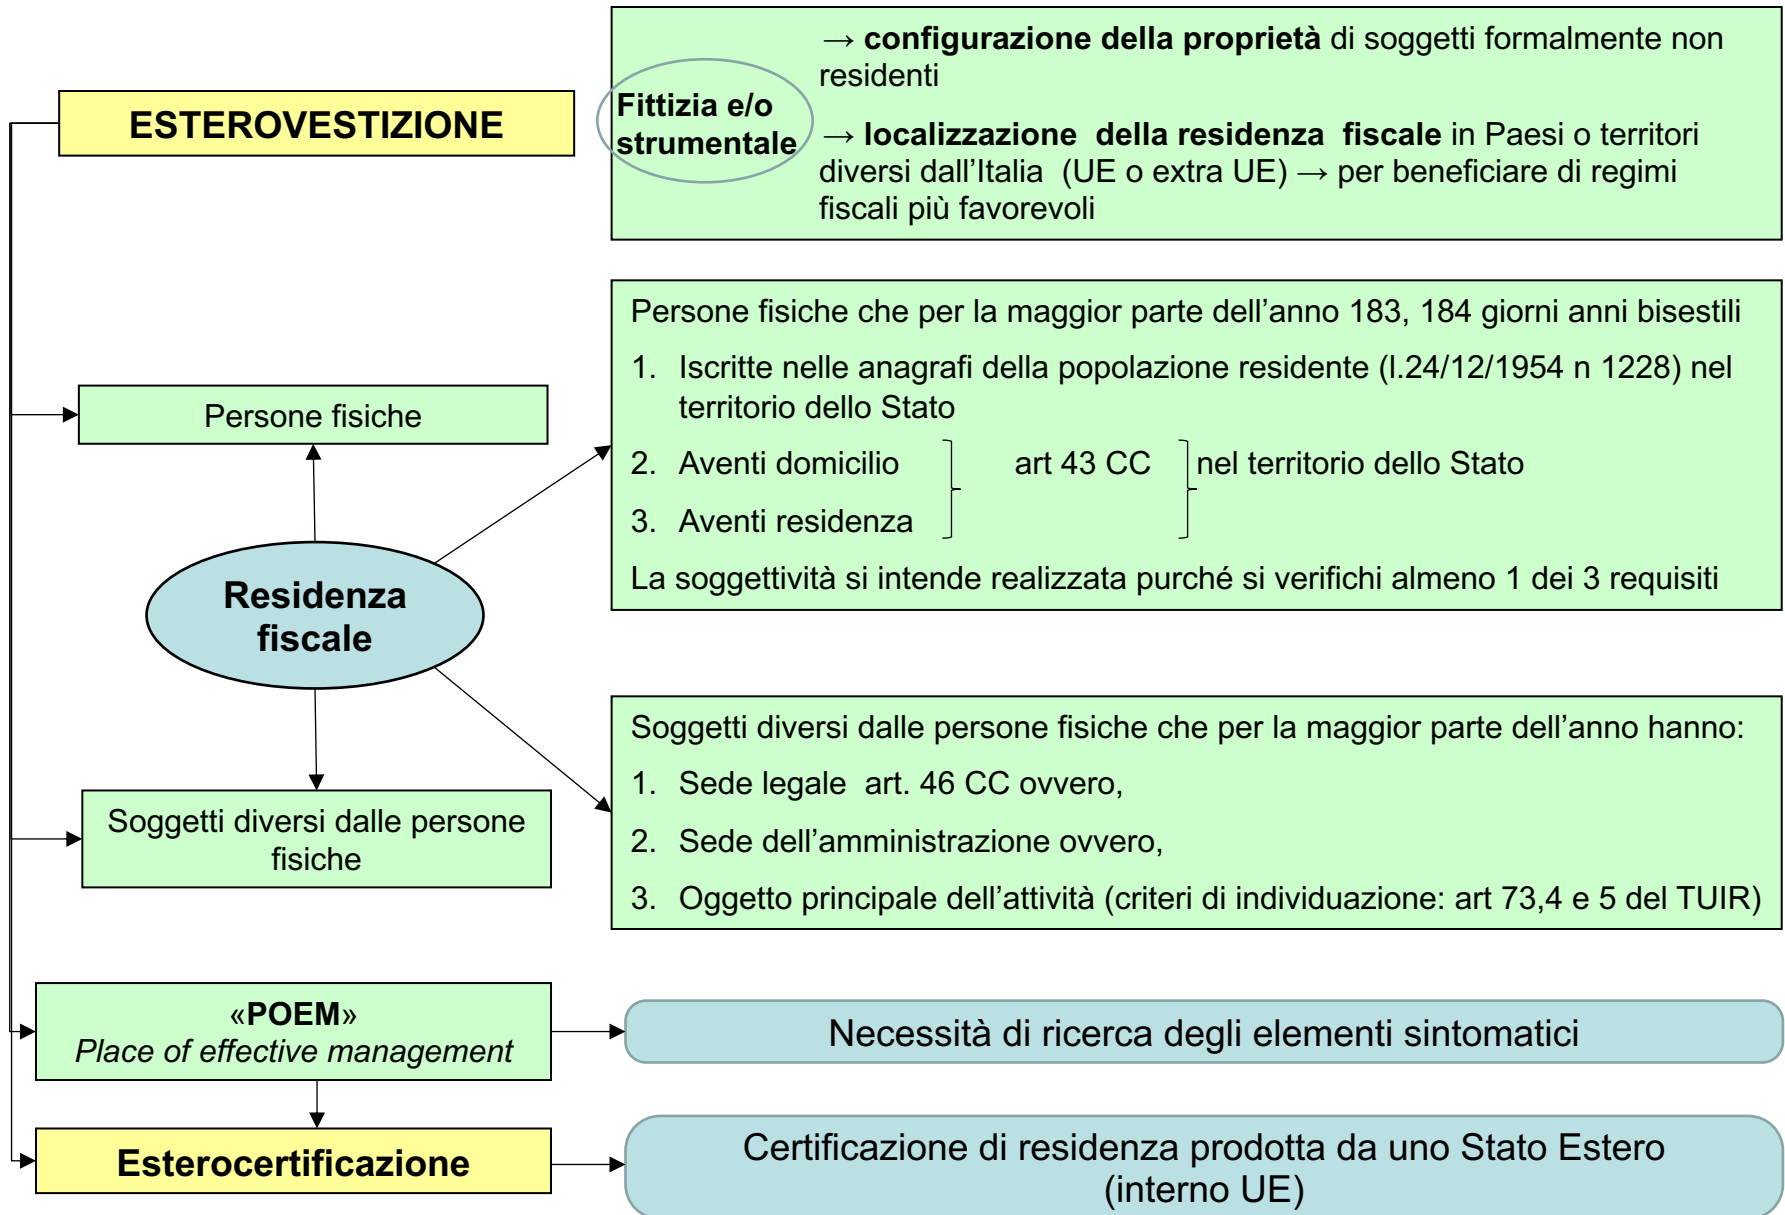 ESTEROVESTIZIONE
Fittizia e/o
strumentale
→ configurazione della proprietà di soggetti formalmente non
residenti
→ localizzazione della residenza fiscale in Paesi o territori
diversi dall’Italia (UE o extra UE) → per beneficiare di regimi
fiscali più favorevoli
Persone fisiche
Persone fisiche che per la maggior parte dell’anno 183, 184 giorni anni bisestili
1. Iscritte nelle anagrafi della popolazione residente (l.24/12/1954 n 1228) nel
territorio dello Stato
2. Aventi domicilio art 43 CC nel territorio dello Stato
3. Aventi residenza
La soggettività si intende realizzata purché si verifichi almeno 1 dei 3 requisiti
Residenza
fiscale
Soggetti diversi dalle persone
fisiche
Soggetti diversi dalle persone fisiche che per la maggior parte dell’anno hanno:
1. Sede legale art. 46 CC ovvero,
2. Sede dell’amministrazione ovvero,
3. Oggetto principale dell’attività (criteri di individuazione: art 73,4 e 5 del TUIR)
«POEM»
Place of effective management
Necessità di ricerca degli elementi sintomatici
Esterocertificazione
Certificazione di residenza prodotta da uno Stato Estero
(interno UE)